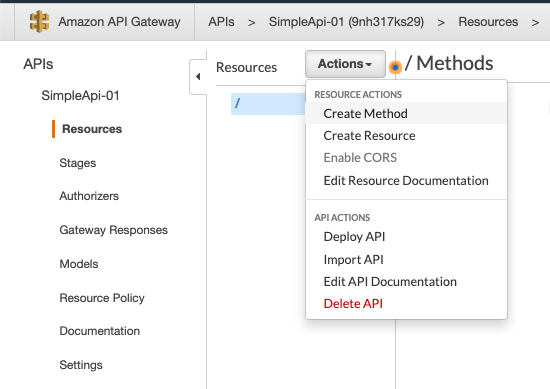 Amazon API Gateway APIs > SimpleApi-01 (9nh317ks29) > Resources >
APIs
SimpleApi-01
Resources
Stages
Authorizers
Gateway Responses
Models
Resource Policy
Documentation
Settings
Resources Actions / Methods
/
RESOURCE ACTIONS
Create Method
Create Resource
Enable CORS
Edit Resource Documentation
API ACTIONS
Deploy API
Import API
Edit API Documentation
Delete API